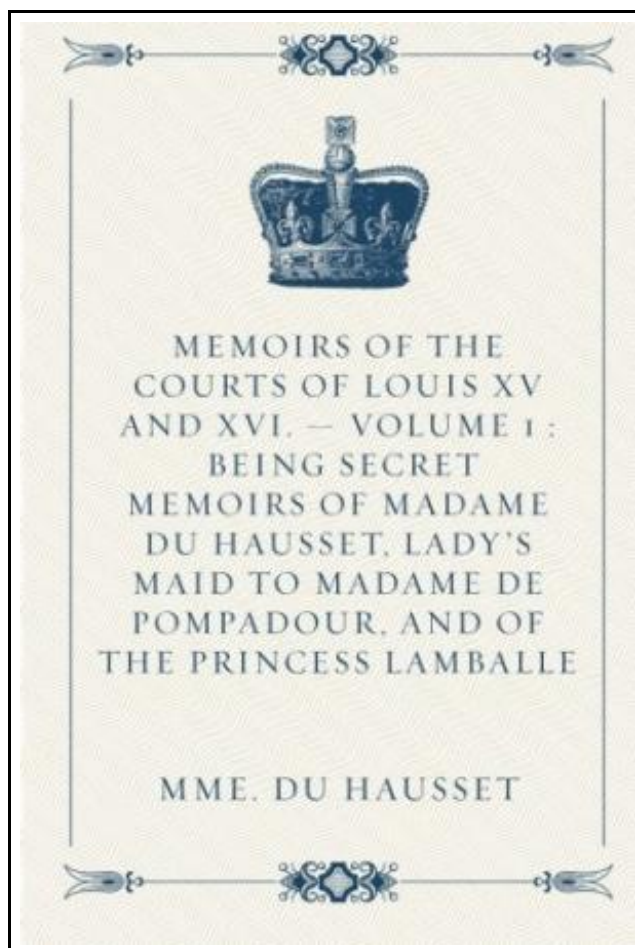 MEMOIRS OF THE
COURTS OF LOUIS XV
AND XVI. — VOLUME 1 :
BEING SECRET
MEMOIRS OF MADAME
DU HAUSSET, LADY'S
MAID TO MADAME DE
POMPADOUR, AND OF
THE PRINCESS LAMBALLE
MME. DU HAUSSET